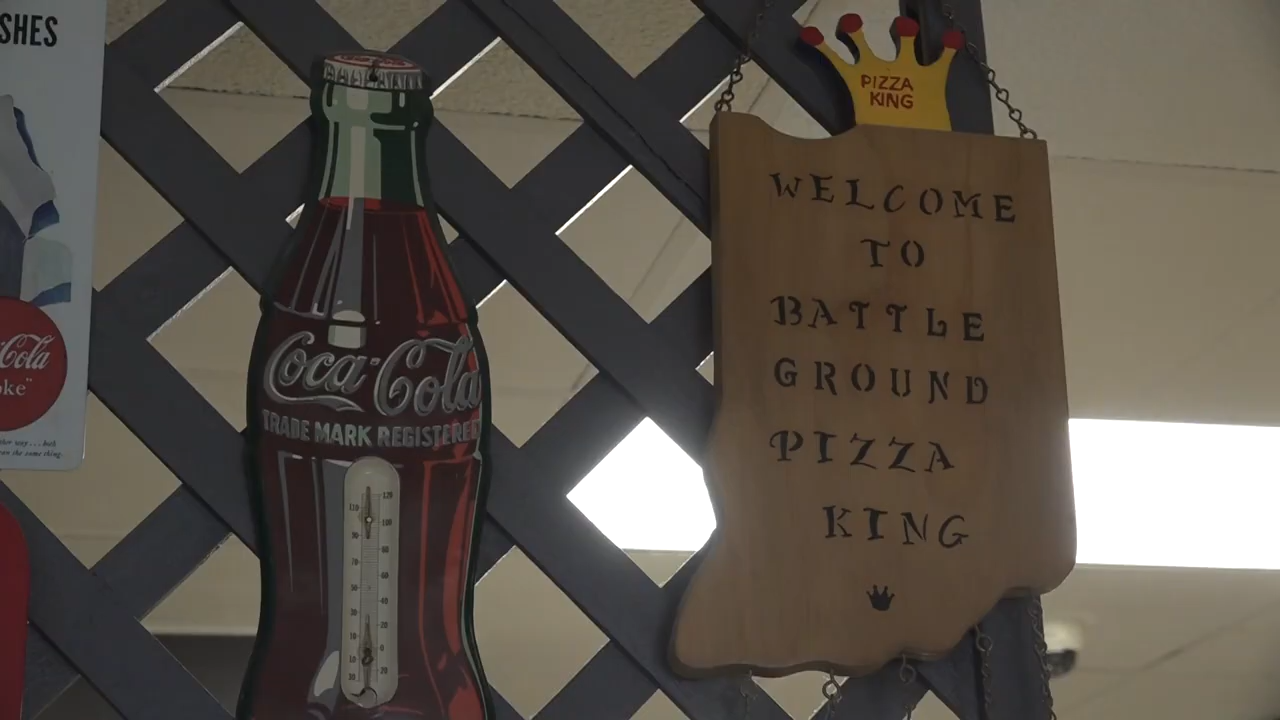 SHES
Coca-Cola
oke"
Coca-Cola
TRADE MARK REGISTERED
PIZZA
KING
WELCOME
TO
BATTLE
GROUND
PIZZA
KING